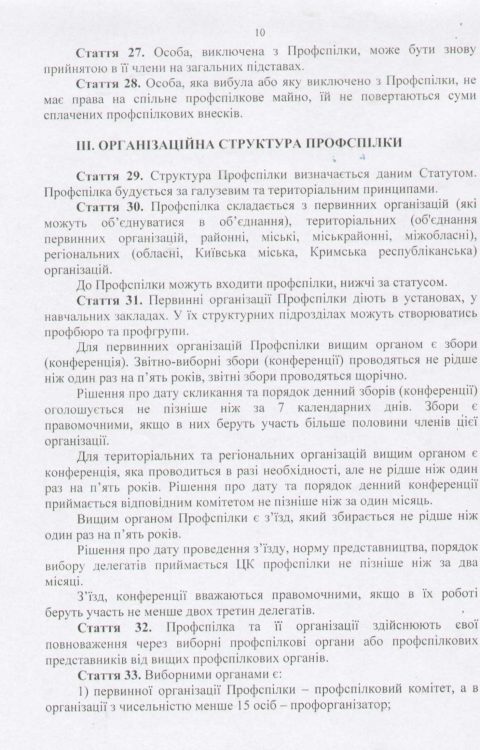 10
Стаття 27. Особа, виключена з Профспілки, може бути знову
прийнятою в її члени на загальних підставах.
Стаття 28. Особа, яка вибула або яку виключено з Профспілки, не
має права на спільне профспілкове майно, їй не повертаються суми
сплачених профспілкових внесків.
ІІІ. ОРГАНІЗАЦІЙНА СТРУКТУРА ПРОФСПІЛКИ
Стаття 29. Структура Профспілки визначається даним Статутом.
Профспілка будується за галузевим та територіальним принципами.
Стаття 30. Профспілка складається з первинних організацій (які
можуть об’єднуватися в об’єднання), територіальних (об'єднання
первинних організацій, районні, міські, міськрайонні, міжобласні),
регіональних (обласні, Київська міська, Кримська республіканська)
організацій.
До Профспілки можуть входити профспілки, нижчі за статусом.
Стаття 31. Первинні організації Профспілки діють в установах, у
навчальних закладах. У їх структурних підрозділах можуть створюватись
профбюро та профгрупи.
Для первинних організацій Профспілки вищим органом є збори
(конференція). Звітно-виборні збори (конференції) проводяться не рідше
ніж один раз на п’ять років, звітні збори проводяться щорічно.
Рішення про дату скликання та порядок денний зборів (конференції)
оголошується не пізніше ніж за 7 календарних днів. Збори є
правомочними, якщо в них беруть участь більше половини членів цієї
організації.
Для територіальних та регіональних організацій вищим органом є
конференція, яка проводиться в разі необхідності, але не рідше ніж один
раз на п’ять років. Рішення про дату та порядок денний конференції
приймається відповідним комітетом не пізніше ніж за один місяць.
Вищим органом Профспілки є з’їзд, який збирається не рідше ніж
один раз на п’ять років.
Рішення про дату проведення з’їзду, норму представництва, порядок
вибору делегатів приймається ЦК профспілки не пізніше ніж за два
місяці.
З’їзд, конференції вважаються правомочними, якщо в їх роботі
беруть участь не менше двох третин делегатів.
Стаття 32. Профспілка та її організації здійснюють свої
повноваження через виборні профспілкові органи або профспілкових
представників від вищих профспілкових органів.
Стаття 33. Виборними органами є:
1) первинної організації Профспілки – профспілковий комітет, а в
організації з чисельністю менше 15 осіб – профорганізатор;